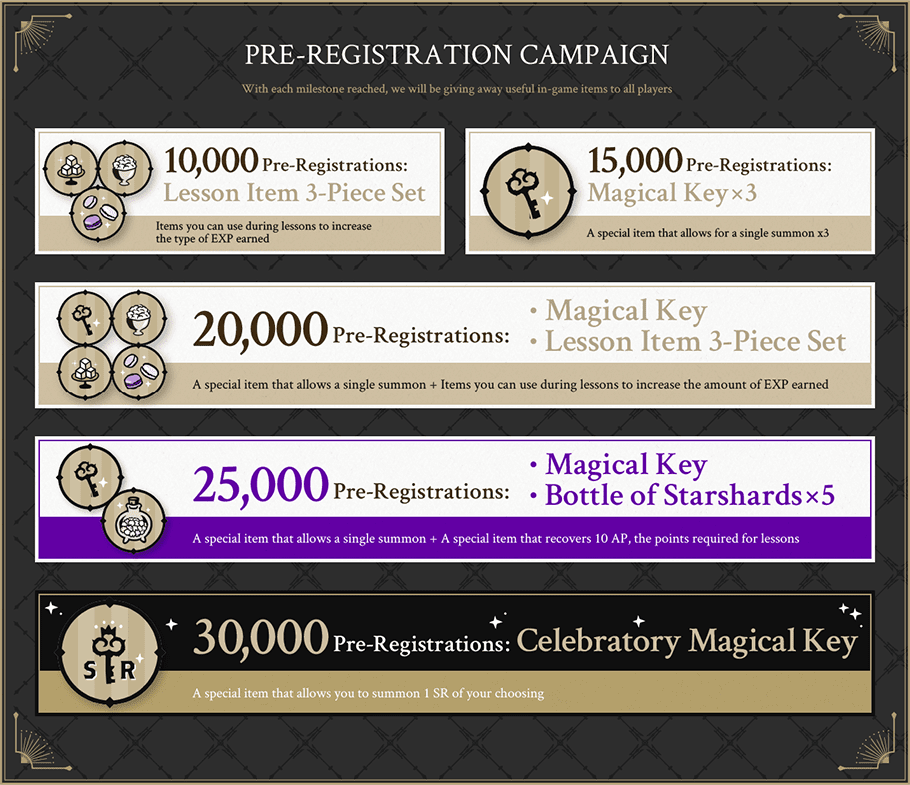 PRE-REGISTRATION CAMPAIGN
With each milestone reached, we will be giving away useful in-game items to all players
10,000 Pre-Registrations:
Lesson Item 3-Piece Set
Items you can use during lessons to increase
the type of EXP earned
15,000 Pre-Registrations:
Magical Key×3
A special item that allows for a single summon x3
20,000 Pre-Registrations:
• Magical Key
• Lesson Item 3-Piece Set
A special item that allows a single summon + Items you can use during lessons to increase the amount of EXP earned
25,000 Pre-Registrations:
• Magical Key
• Bottle of Starshards×5
A special item that allows a single summon + A special item that recovers 10 AP, the points required for lessons
SR
30,000 Pre-Registrations: Celebratory Magical Key
A special item that allows you to summon 1 SR of your choosing